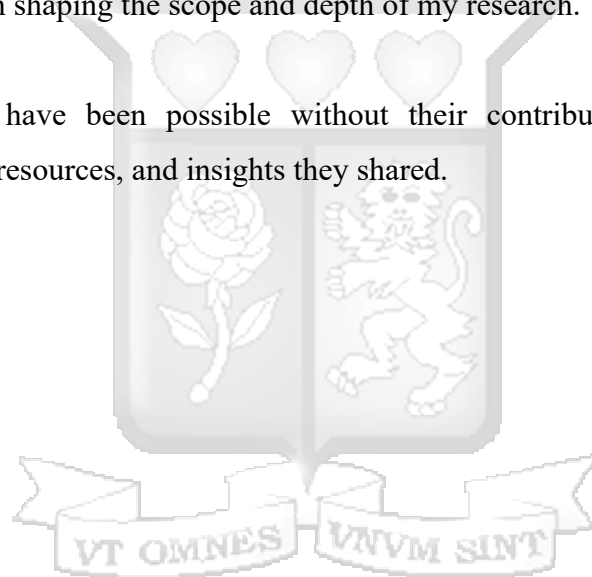 n shaping the scope and depth of my research.
have been possible without their contribu
resources, and insights they shared.
VT OMNES VNVM SINT